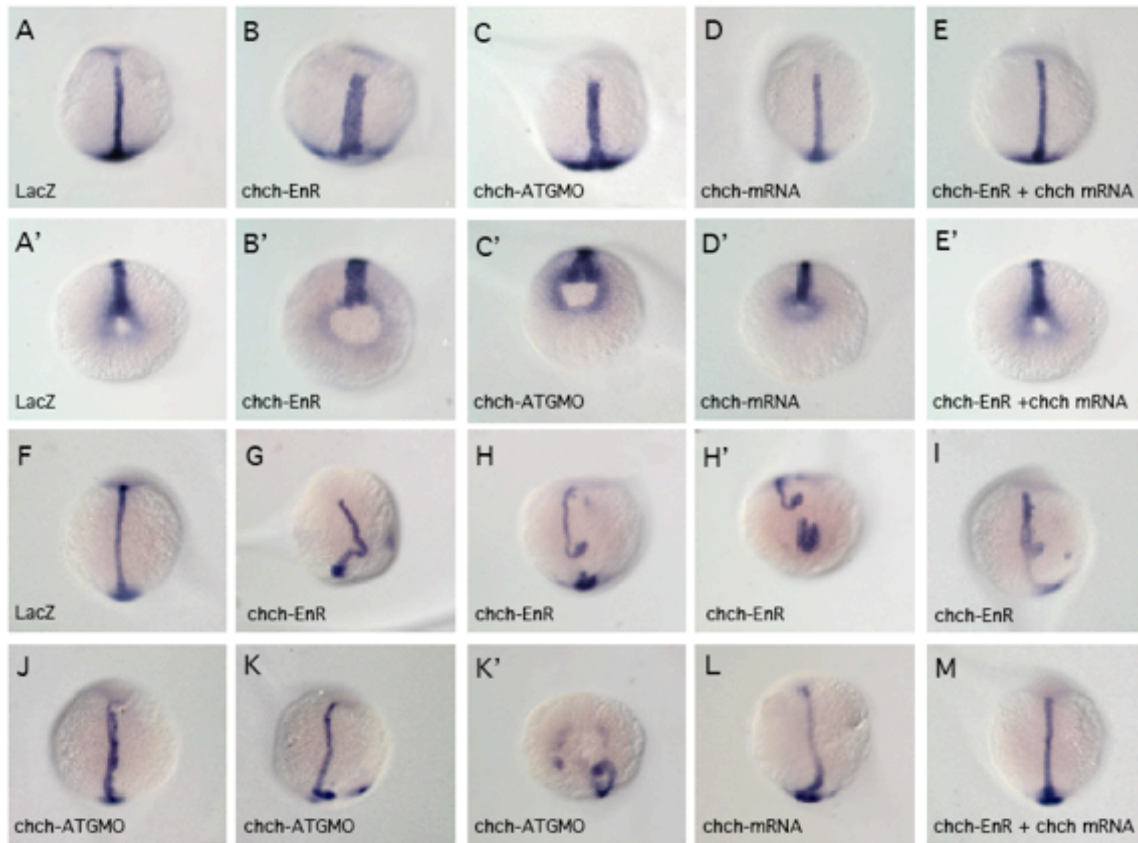 A
LacZ
B
chch-EnR
C
chch-ATGMO
D
chch-mRNA
E
chch-EnR + chch mRNA
A'
LacZ
B'
chch-EnR
C'
chch-ATGMO
D'
chch-mRNA
E'
chch-EnR +chch mRNA
F
LacZ
G
chch-EnR
H
chch-EnR
H'
chch-EnR
I
chch-EnR
J
chch-ATGMO
K
chch-ATGMO
K'
chch-ATGMO
L
chch-mRNA
M
chch-EnR + chch mRNA